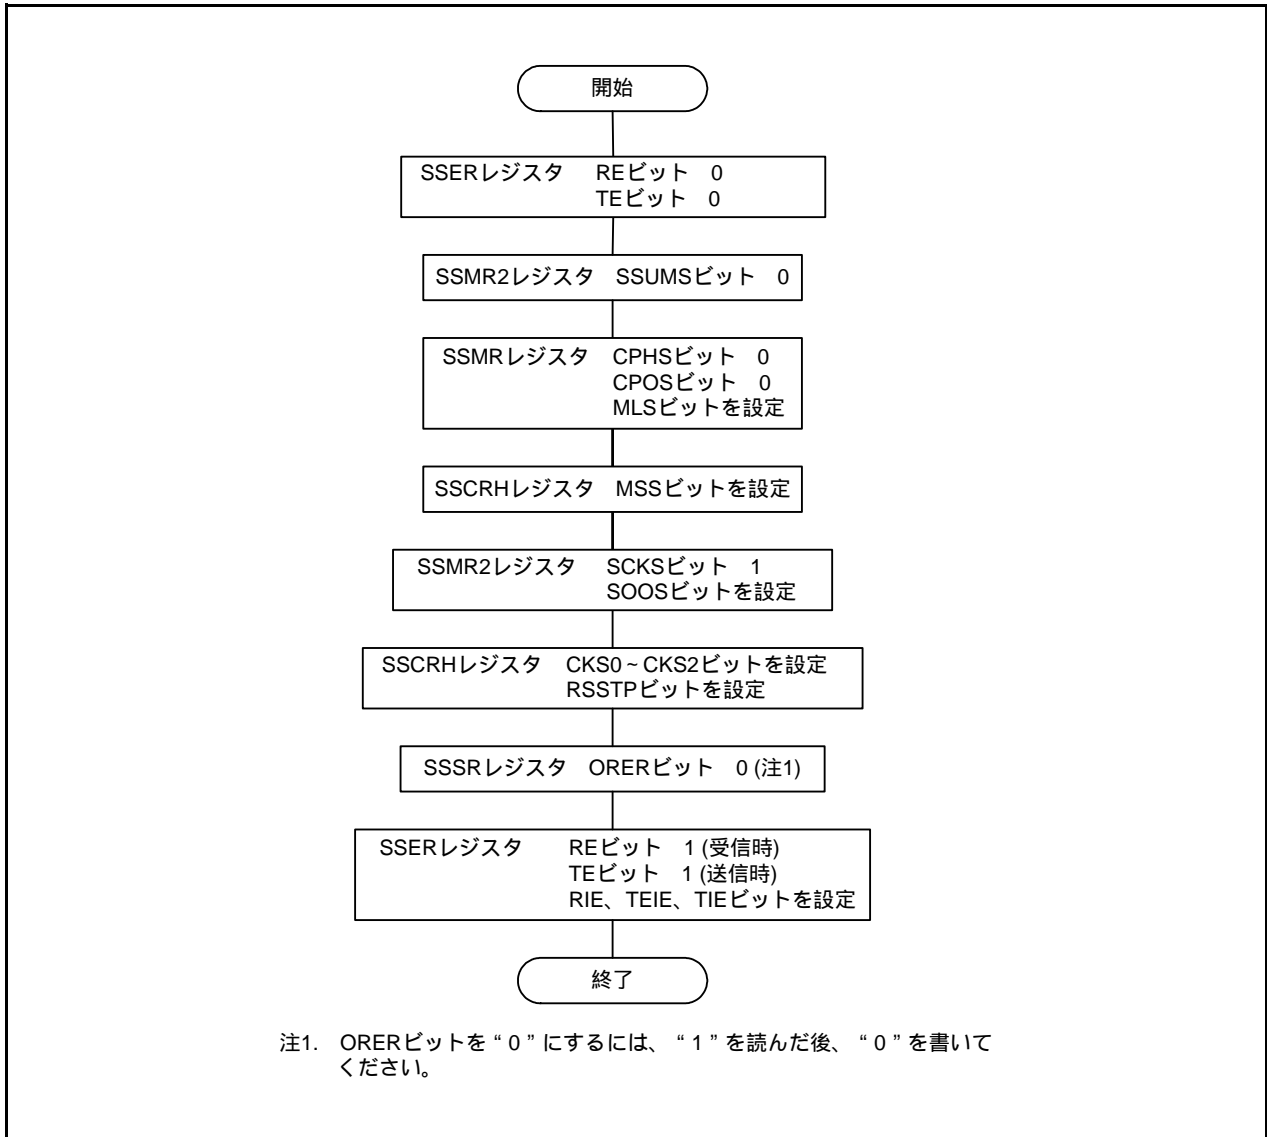 開始
SSERレジスタ REビット 0
TEビット 0
SSMR2レジスタ SSUMSビット 0
SSMRレジスタ CPHSビット 0
CPOSビット 0
MLSビットを設定
SSCRHレジスタ MSSビットを設定
SSMR2レジスタ SCKSビット 1
SOOSビットを設定
SSCRHレジスタ CKS0~CKS2ビットを設定
RSSTPビットを設定
SSSRレジスタ ORERビット 0 (注1)
SSERレジスタ REビット 1 (受信時)
TEビット 1 (送信時)
RIE、TEIE、TIEビットを設定
終了
注1. ORERビットを“0”にするには、“1”を読んだ後、“0”を書いて
ください。